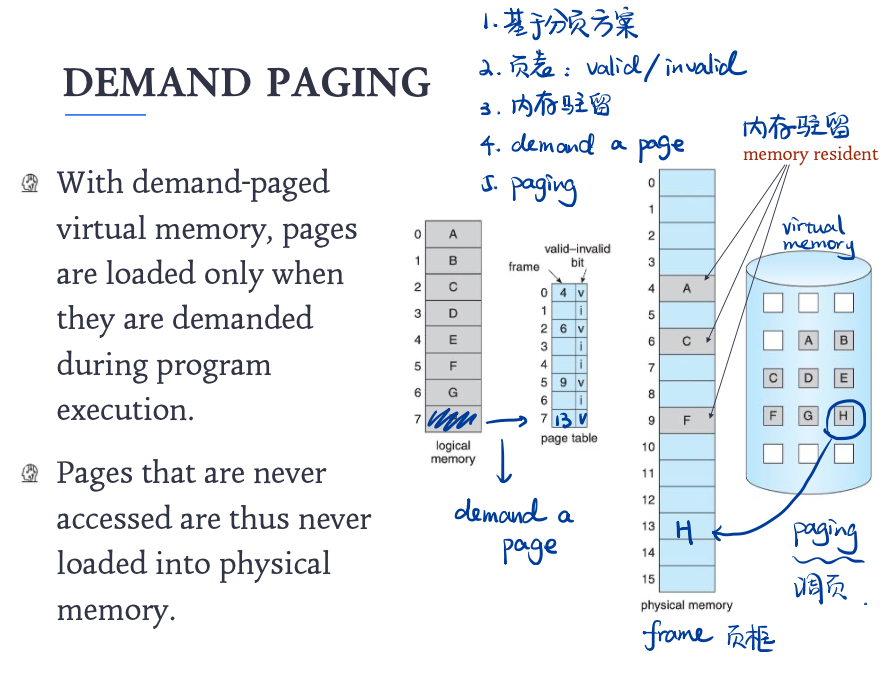 1. 基于分页方案
2. 页表: valid/invalid
3. 内存驻留
4. demand a page
5. paging
DEMAND PAGING
With demand-paged
virtual memory, pages
are loaded only when
they are demanded
during program
execution.
Pages that are never
accessed are thus never
loaded into physical
memory.
0 A
1 B
2 C
3 D
4 E
5 F
6 G
7
logical
memory
demand a
page
valid–invalid
bit
frame
0 4 v
1 i
2 6 v
3 i
4 i
5 9 v
6 i
7 13 v
page table
内存驻留
memory resident
0
1
2
3
4 A
5
6 C
7
8
9 F
10
11
12
13 H
14
15
physical memory
frame 页框
virtual
memory
A B
C D E
F G H
paging
调页.